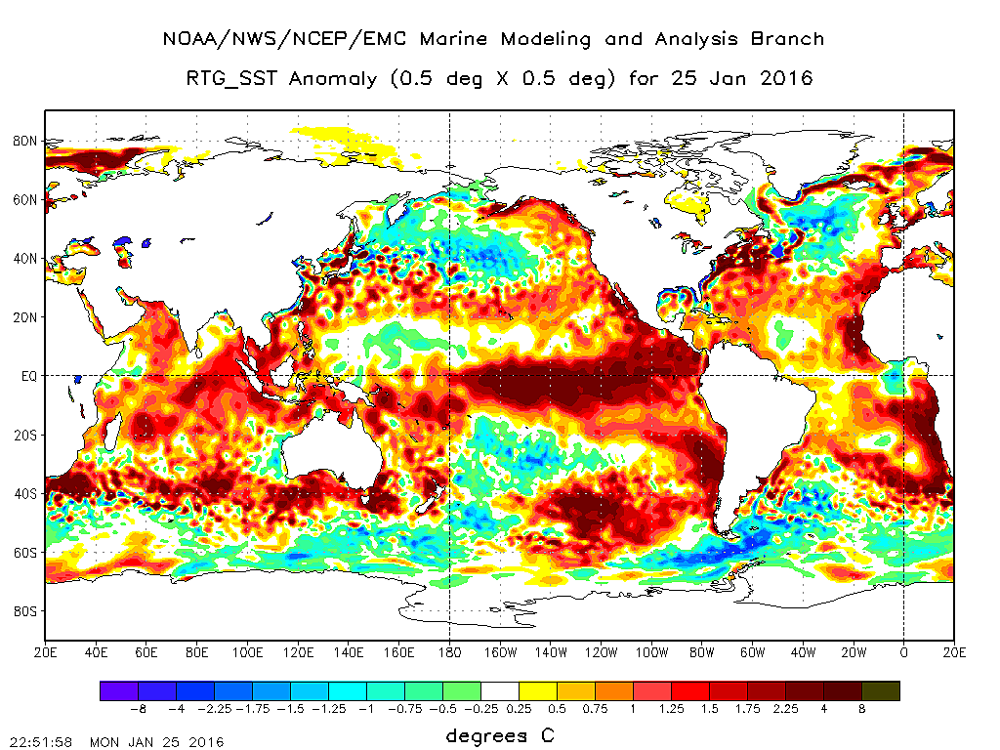 NOAA/NWS/NCEP/EMC Marine Modeling and Analysis Branch
RTG_SST Anomaly (0.5 deg X 0.5 deg) for 25 Jan 2016
80N
60N
40N
20N
EQ
20S
40S
60S
80S
20E 40E 60E 80E 100E 120E 140E 160E 180 160W 140W 120W 100W 80W 60W 40W 20W 0 20E
-8 -4 -2.25 -1.75 -1.5 -1.25 -1 -0.75 -0.5 -0.25 0.25 0.5 0.75 1 1.25 1.5 1.75 2.25 4 8
degrees C
22:51:58 MON JAN 25 2016